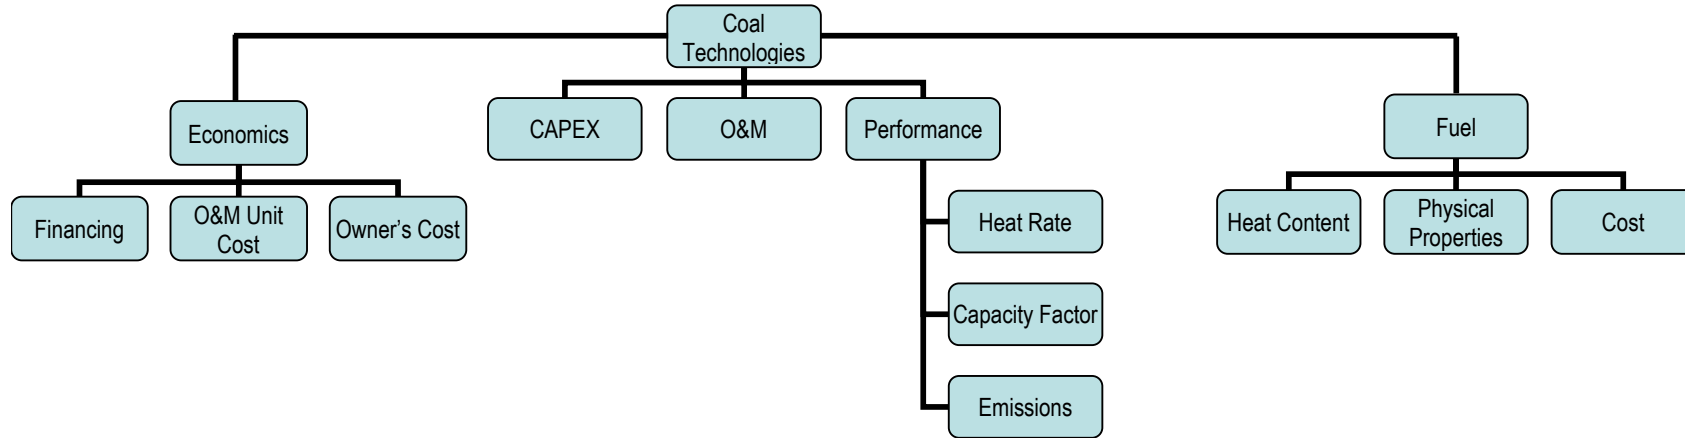 Coal
Technologies
Economics
CAPEX
O&M
Performance
Fuel
Financing
O&M Unit
Cost
Owner's Cost
Heat Rate
Capacity Factor
Emissions
Heat Content
Physical
Properties
Cost